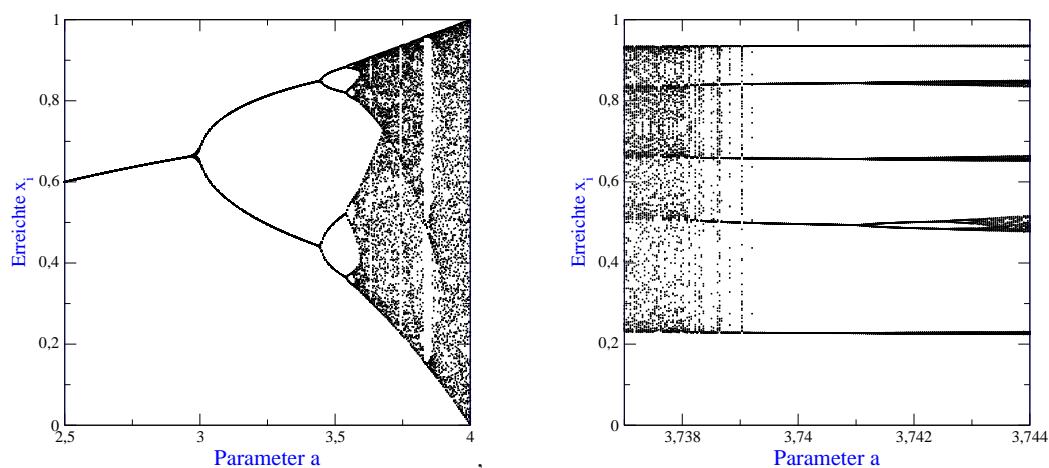 1
0,8
0,6
0,4
0,2
0
Erreichte x_i
2,5 3 3,5 4
Parameter a
,
1
0,8
0,6
0,4
0,2
0
Erreichte x_i
3,738 3,74 3,742 3,744
Parameter a